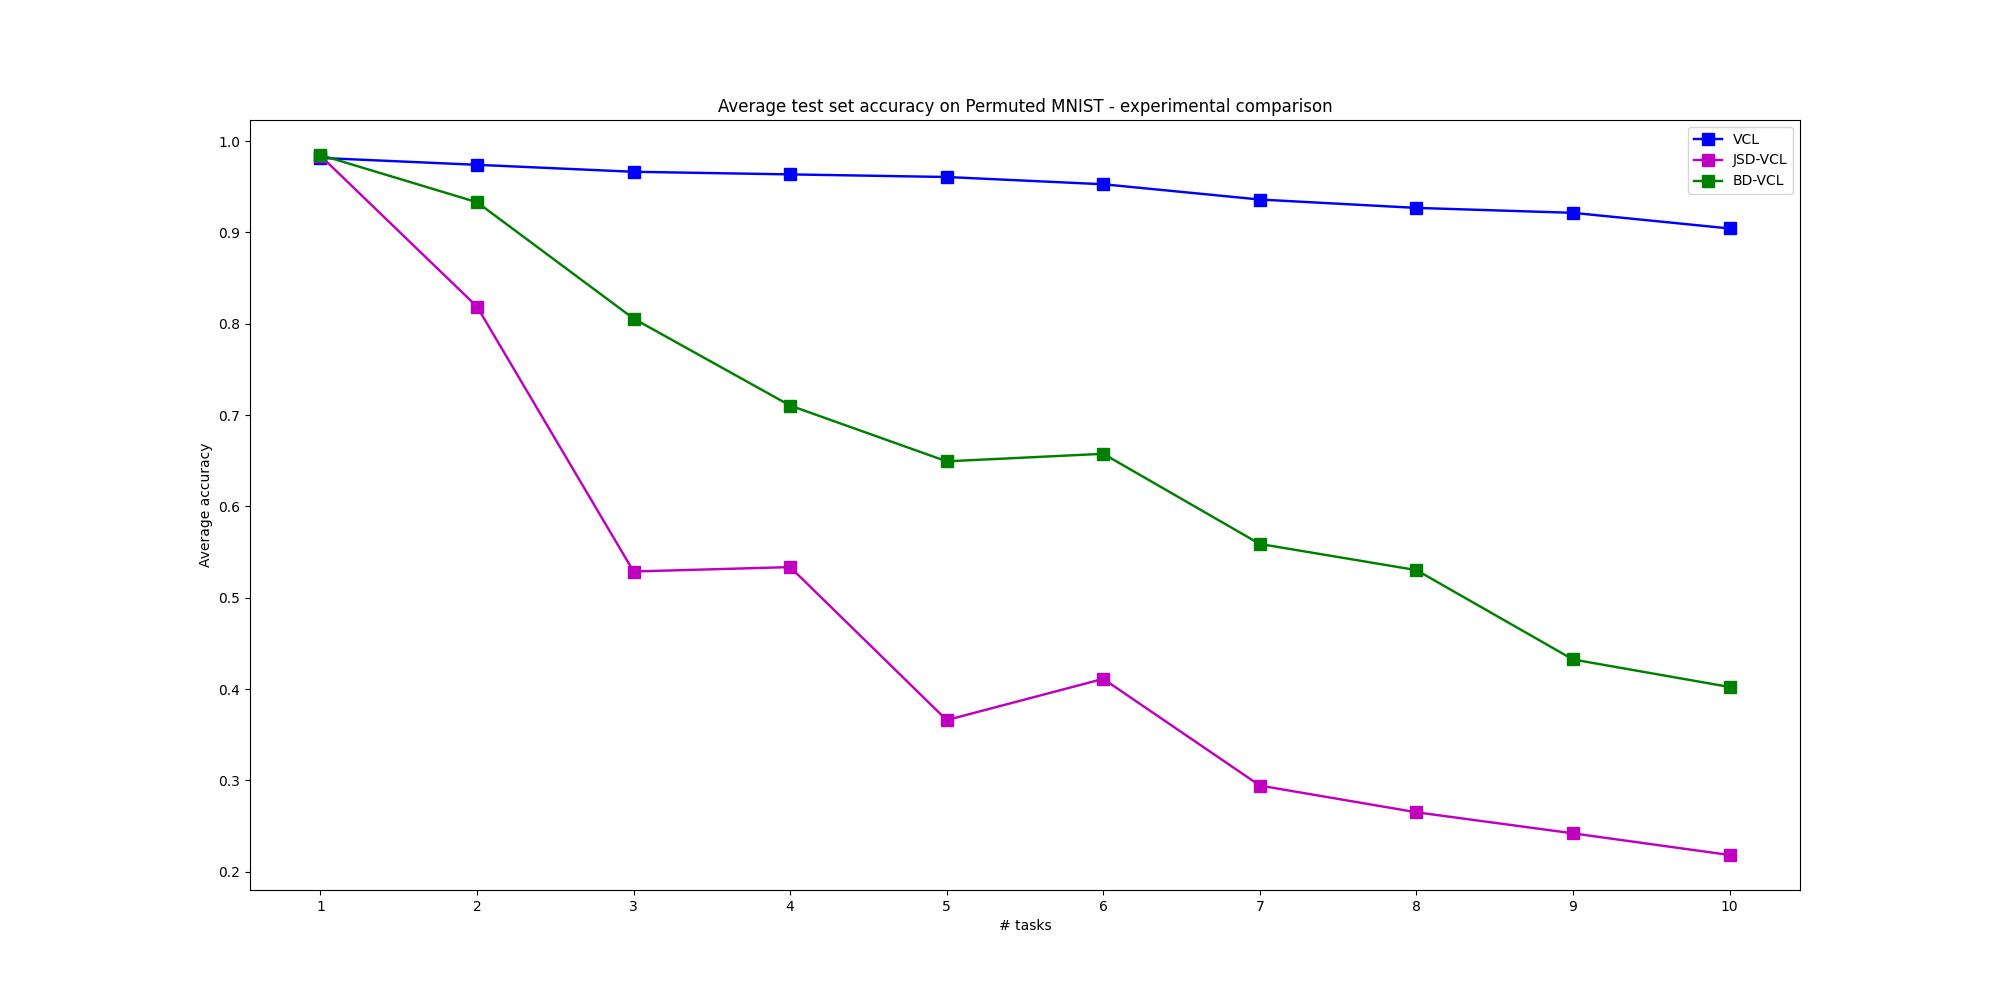 Average test set accuracy on Permuted MNIST - experimental comparison
VCL
JSD-VCL
BD-VCL
Average accuracy
1.0
0.9
0.8
0.7
0.6
0.5
0.4
0.3
0.2
1 2 3 4 5 6 7 8 9 10
# tasks